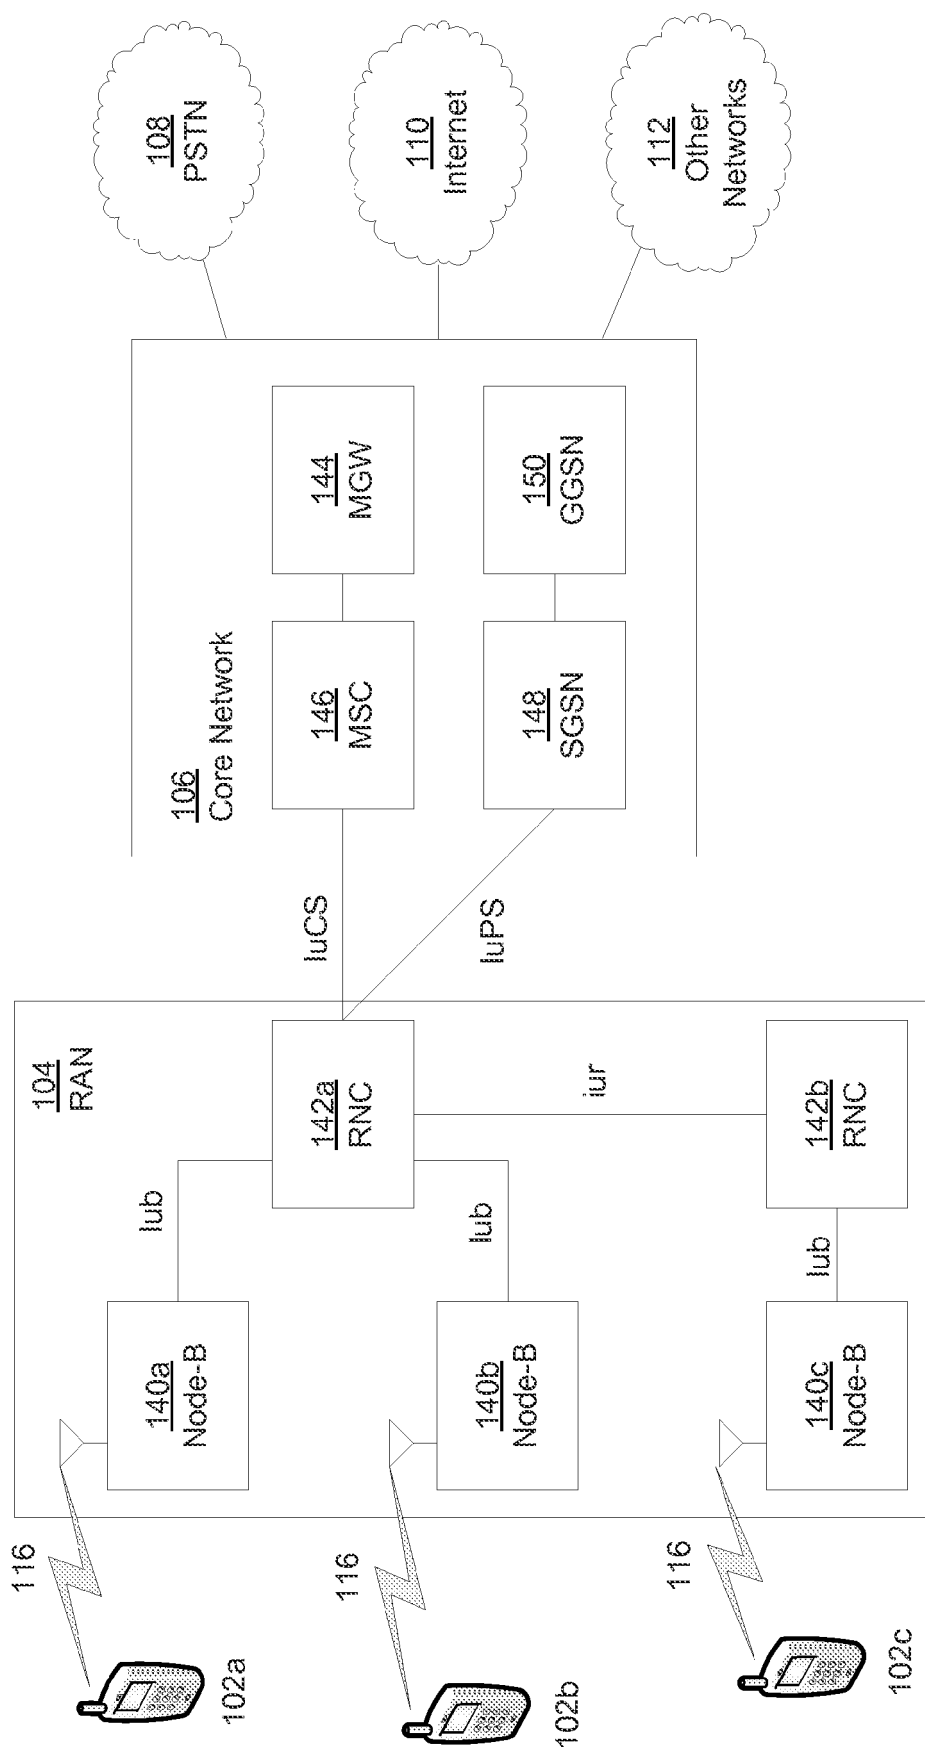 104
RAN
106
Core Network
108
PSTN
116
102a
140a
Node-B
Iub
142a
RNC
IuCS
146
MSC
144
MGW
110
Internet
116
102b
140b
Node-B
Iub
IuPS
148
SGSN
150
GGSN
iur
112
Other
Networks
116
102c
140c
Node-B
Iub
142b
RNC